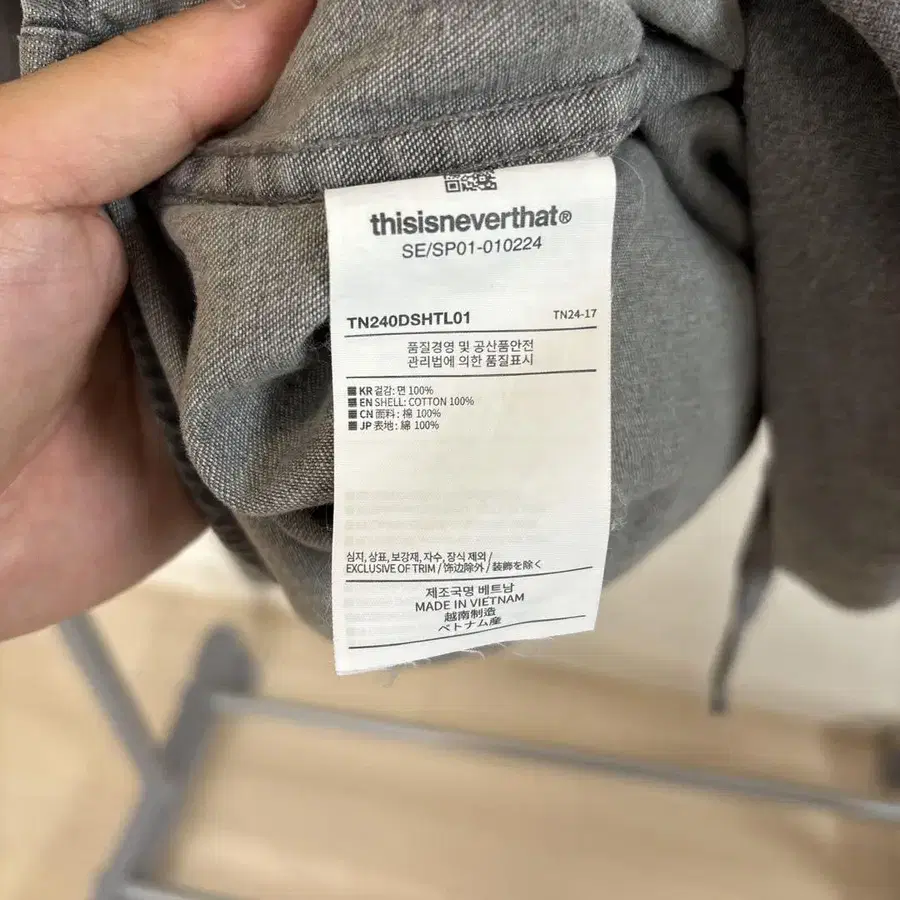 thisisneverthat®
SE/SP01-010224
TN240DSHTL01 TN24-17
품질경영 및 공산품안전
관리법에 의한 품질표시
KR 겉감: 면 100%
EN SHELL: COTTON 100%
CN 面料: 棉 100%
JP 表地: 綿 100%
심지, 상표, 보강재, 자수, 장식 제외 /
EXCLUSIVE OF TRIM / 饰边除外 / 装飾を除く
제조국명 베트남
MADE IN VIETNAM
越南制造
ベトナム産